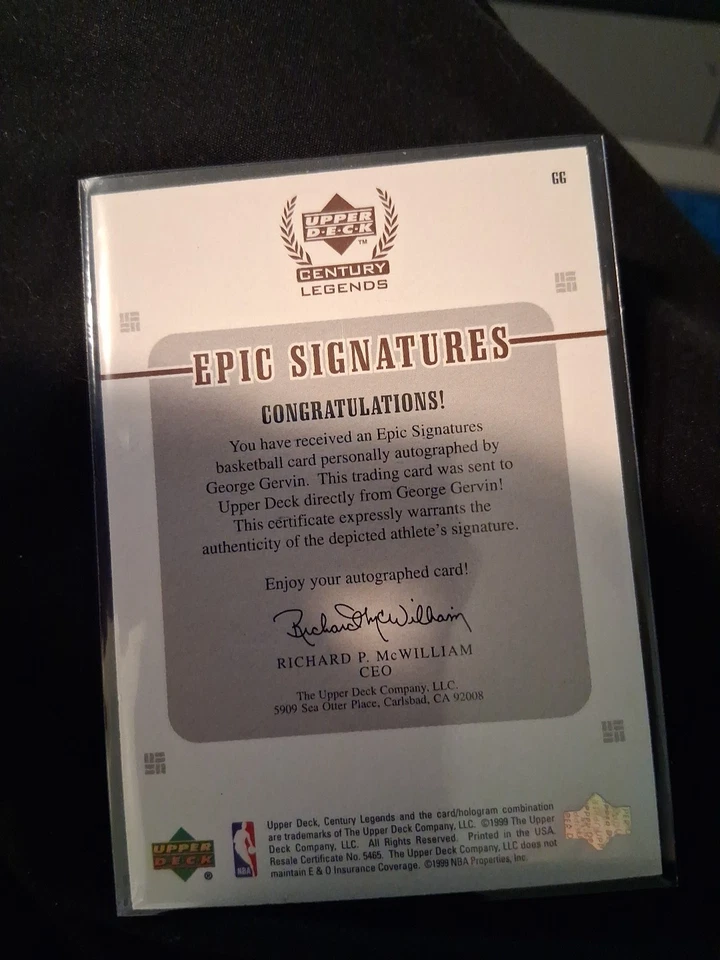 GG
UPPER
D·E·C·K
TM
CENTURY
LEGENDS
EPIC SIGNATURES
CONGRATULATIONS!
You have received an Epic Signatures
basketball card personally autographed by
George Gervin. This trading card was sent to
Upper Deck directly from George Gervin!
This certificate expressly warrants the
authenticity of the depicted athlete's signature.
Enjoy your autographed card!
Richard P McWilliam
RICHARD P. McWILLIAM
CEO
The Upper Deck Company, LLC.
5909 Sea Otter Place, Carlsbad, CA 92008
UPPER
DECK
®
NBA
Upper Deck, Century Legends and the card/hologram combination
are trademarks of The Upper Deck Company, LLC. ©1999 The Upper
Deck Company, LLC. All Rights Reserved. Printed in the USA.
Resale Certificate No. 5465. The Upper Deck Company, LLC does not
maintain E & O Insurance Coverage. ©1999 NBA Properties, Inc.